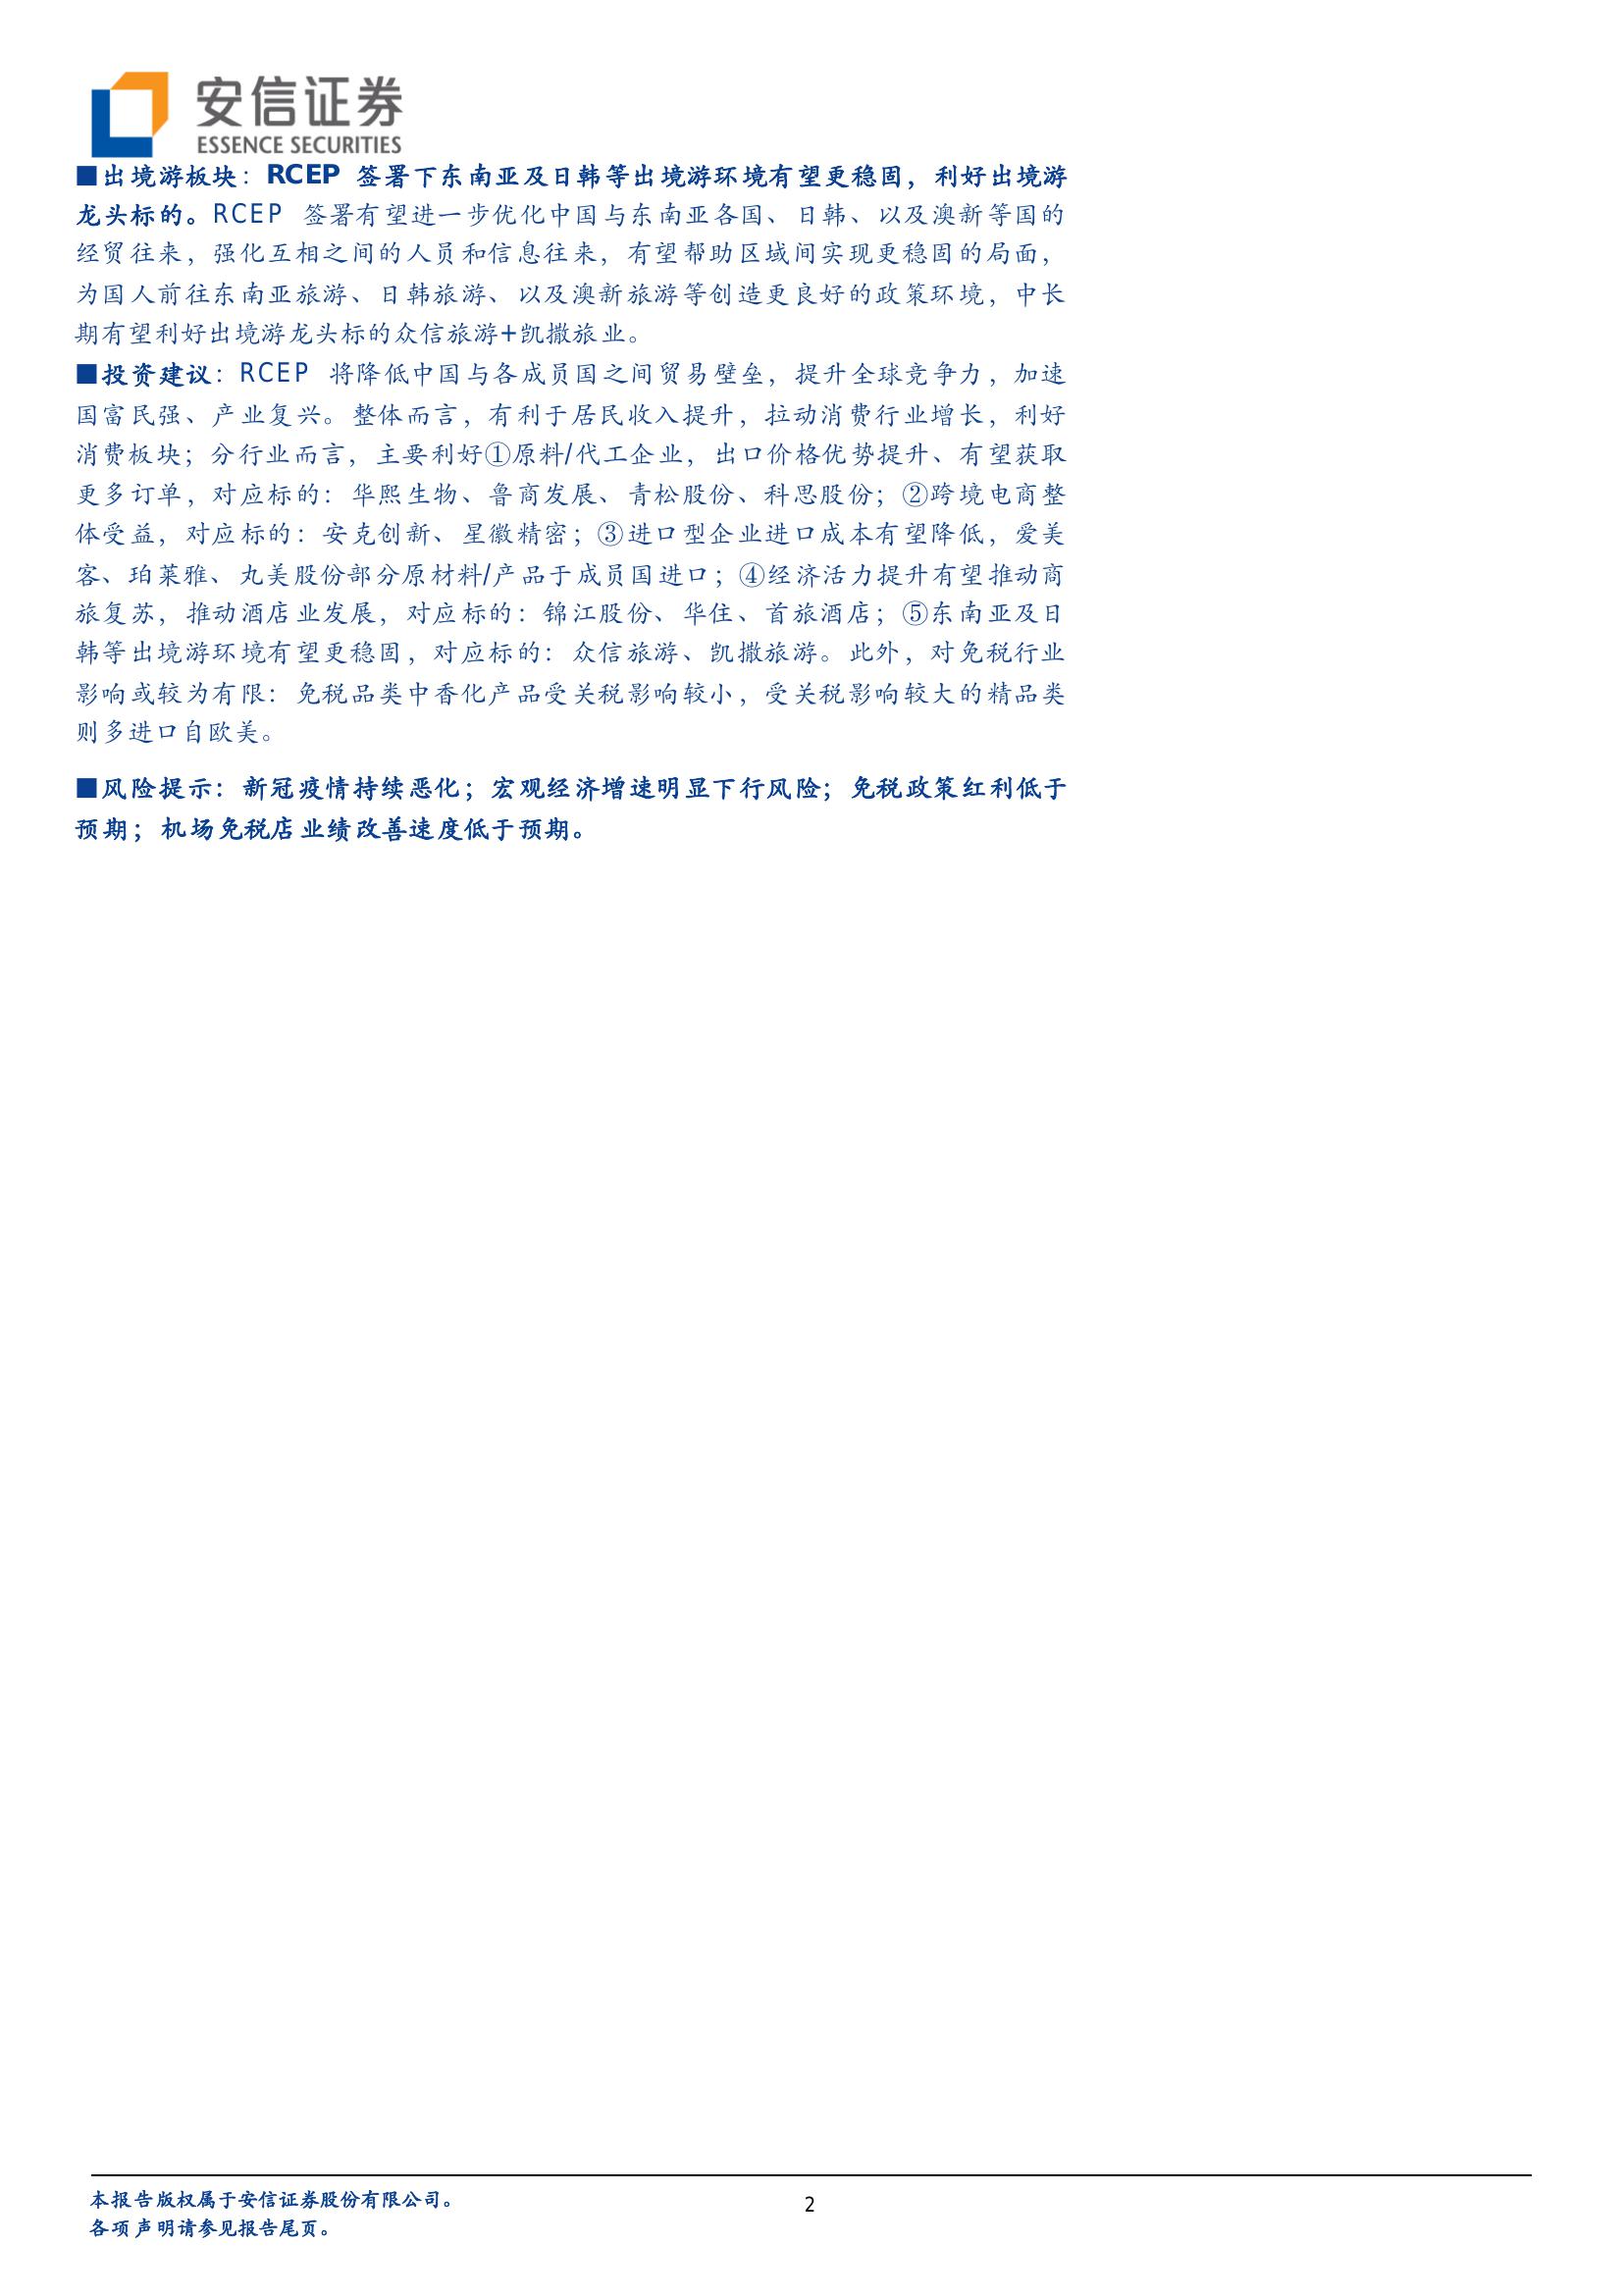 安信证券
ESSENCE SECURITIES
■出境游板块：RCEP 签署下东南亚及日韩等出境游环境有望更稳固，利好出境游
龙头标的。RCEP 签署有望进一步优化中国与东南亚各国、日韩、以及澳新等国的
经贸往来，强化互相之间的人员和信息往来，有望帮助区域间实现更稳固的局面，
为国人前往东南亚旅游、日韩旅游、以及澳新旅游等创造更良好的政策环境，中长
期有望利好出境游龙头标的众信旅游+凯撒旅业。
■投资建议：RCEP 将降低中国与各成员国之间贸易壁垒，提升全球竞争力，加速
国富民强、产业复兴。整体而言，有利于居民收入提升，拉动消费行业增长，利好
消费板块；分行业而言，主要利好①原料/代工企业，出口价格优势提升、有望获取
更多订单，对应标的：华熙生物、鲁商发展、青松股份、科思股份；②跨境电商整
体受益，对应标的：安克创新、星徽精密；③进口型企业进口成本有望降低，爱美
客、珀莱雅、丸美股份部分原材料/产品于成员国进口；④经济活力提升有望推动商
旅复苏，推动酒店业发展，对应标的：锦江股份、华住、首旅酒店；⑤东南亚及日
韩等出境游环境有望更稳固，对应标的：众信旅游、凯撒旅游。此外，对免税行业
影响或较为有限：免税品类中香化产品受关税影响较小，受关税影响较大的精品类
则多进口自欧美。
■风险提示：新冠疫情持续恶化；宏观经济增速明显下行风险；免税政策红利低于
预期；机场免税店业绩改善速度低于预期。
本报告版权属于安信证券股份有限公司。
2
各项声明请参见报告尾页。